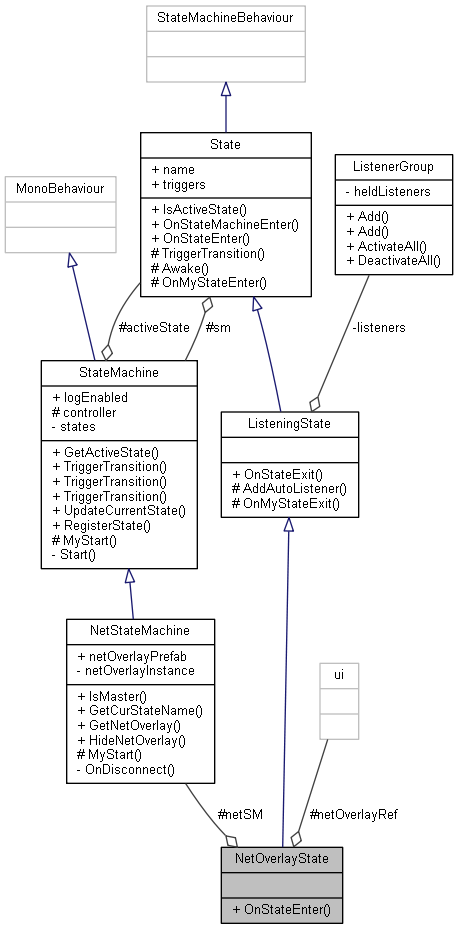 StateMachineBehaviour
State
+ name
+ triggers
+ IsActiveState()
+ OnStateMachineEnter()
+ OnStateEnter()
# TriggerTransition()
# Awake()
# OnMyStateEnter()
ListenerGroup
- heldListeners
+ Add()
+ Add()
+ ActivateAll()
+ DeactivateAll()
MonoBehaviour
#activeState
#sm
-listeners
StateMachine
+ logEnabled
# controller
- states
+ GetActiveState()
+ TriggerTransition()
+ TriggerTransition()
+ TriggerTransition()
+ UpdateCurrentState()
+ RegisterState()
# MyStart()
- Start()
ListeningState
+ OnStateExit()
# AddAutoListener()
# OnMyStateExit()
NetStateMachine
+ netOverlayPrefab
- netOverlayInstance
+ IsMaster()
+ GetCurStateName()
+ GetNetOverlay()
+ HideNetOverlay()
# MyStart()
- OnDisconnect()
ui
#netSM
#netOverlayRef
NetOverlayState
+ OnStateEnter()